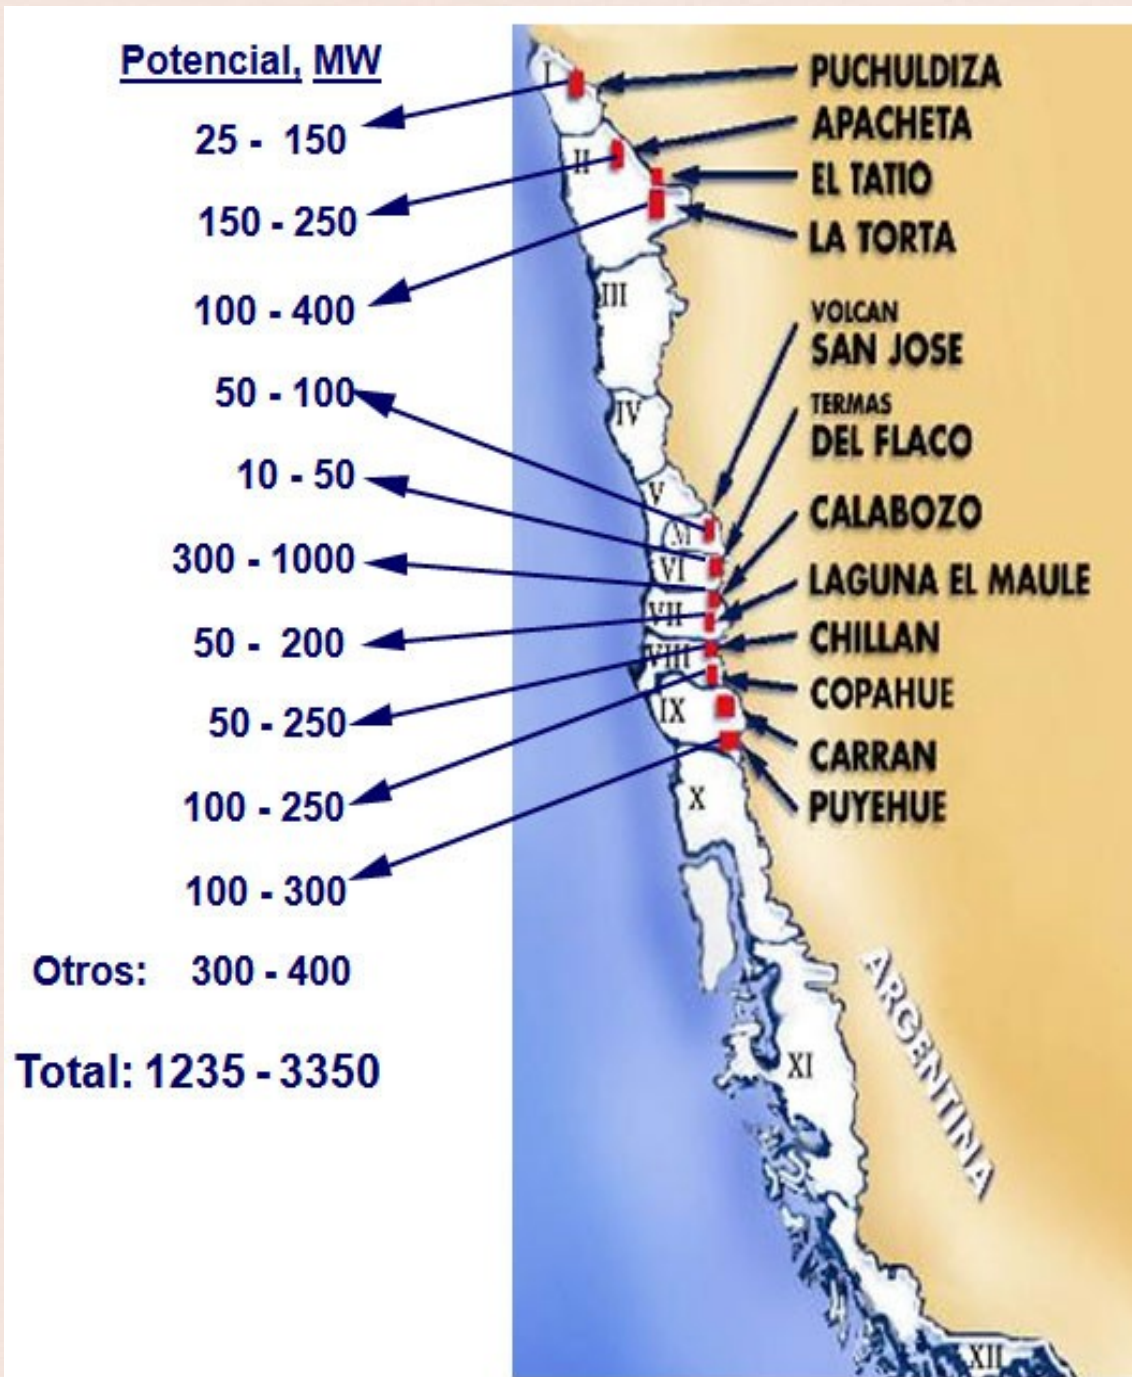 Potencial, MW
25 - 150
150 - 250
100 - 400
50 - 100
10 - 50
300 - 1000
50 - 200
50 - 250
100 - 250
100 - 300
Otros: 300 - 400
Total: 1235 - 3350
I
II
III
IV
V
M
VI
VII
VIII
IX
X
XI
XII
PUCHULDIZA
APACHETA
EL TATIO
LA TORTA
VOLCAN
SAN JOSE
TERMAS
DEL FLACO
CALABOZO
LAGUNA EL MAULE
CHILLAN
COPAHUE
CARRAN
PUYEHUE
ARGENTINA